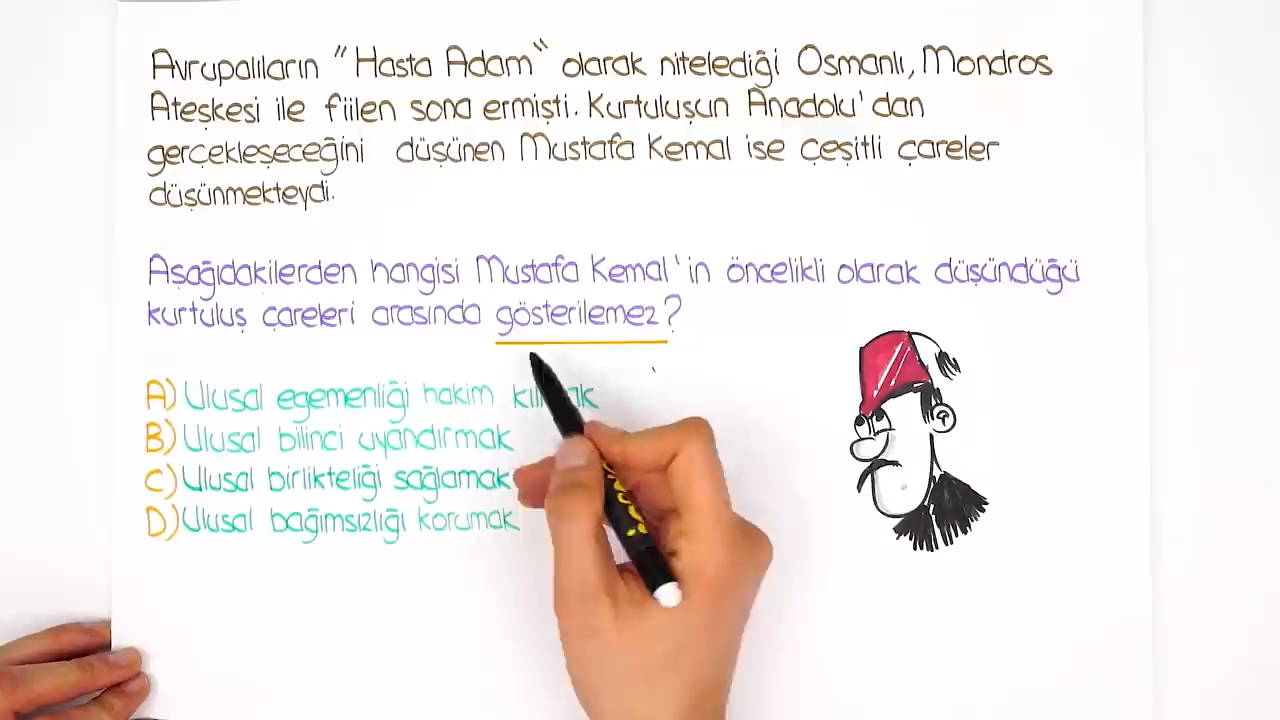 Avrupalıların "Hasta Adam" olarak nitelediği Osmanlı, Mondros
Ateşkesi ile fiilen sona ermişti. Kurtuluşun Anadolu'dan
gerçekleşeceğini düşünen Mustafa Kemal ise çeşitli çareler
düşünmekteydi.
Aşağıdakilerden hangisi Mustafa Kemal'in öncelikli olarak düşündüğü
kurtuluş çareleri arasında gösterilemez?
A) Ulusal egemenliği hakim
B) Ulusal bilinci uyandırmak
C) Ulusal birlikteliği sağlamak
D) Ulusal bağımsızlığı korumak